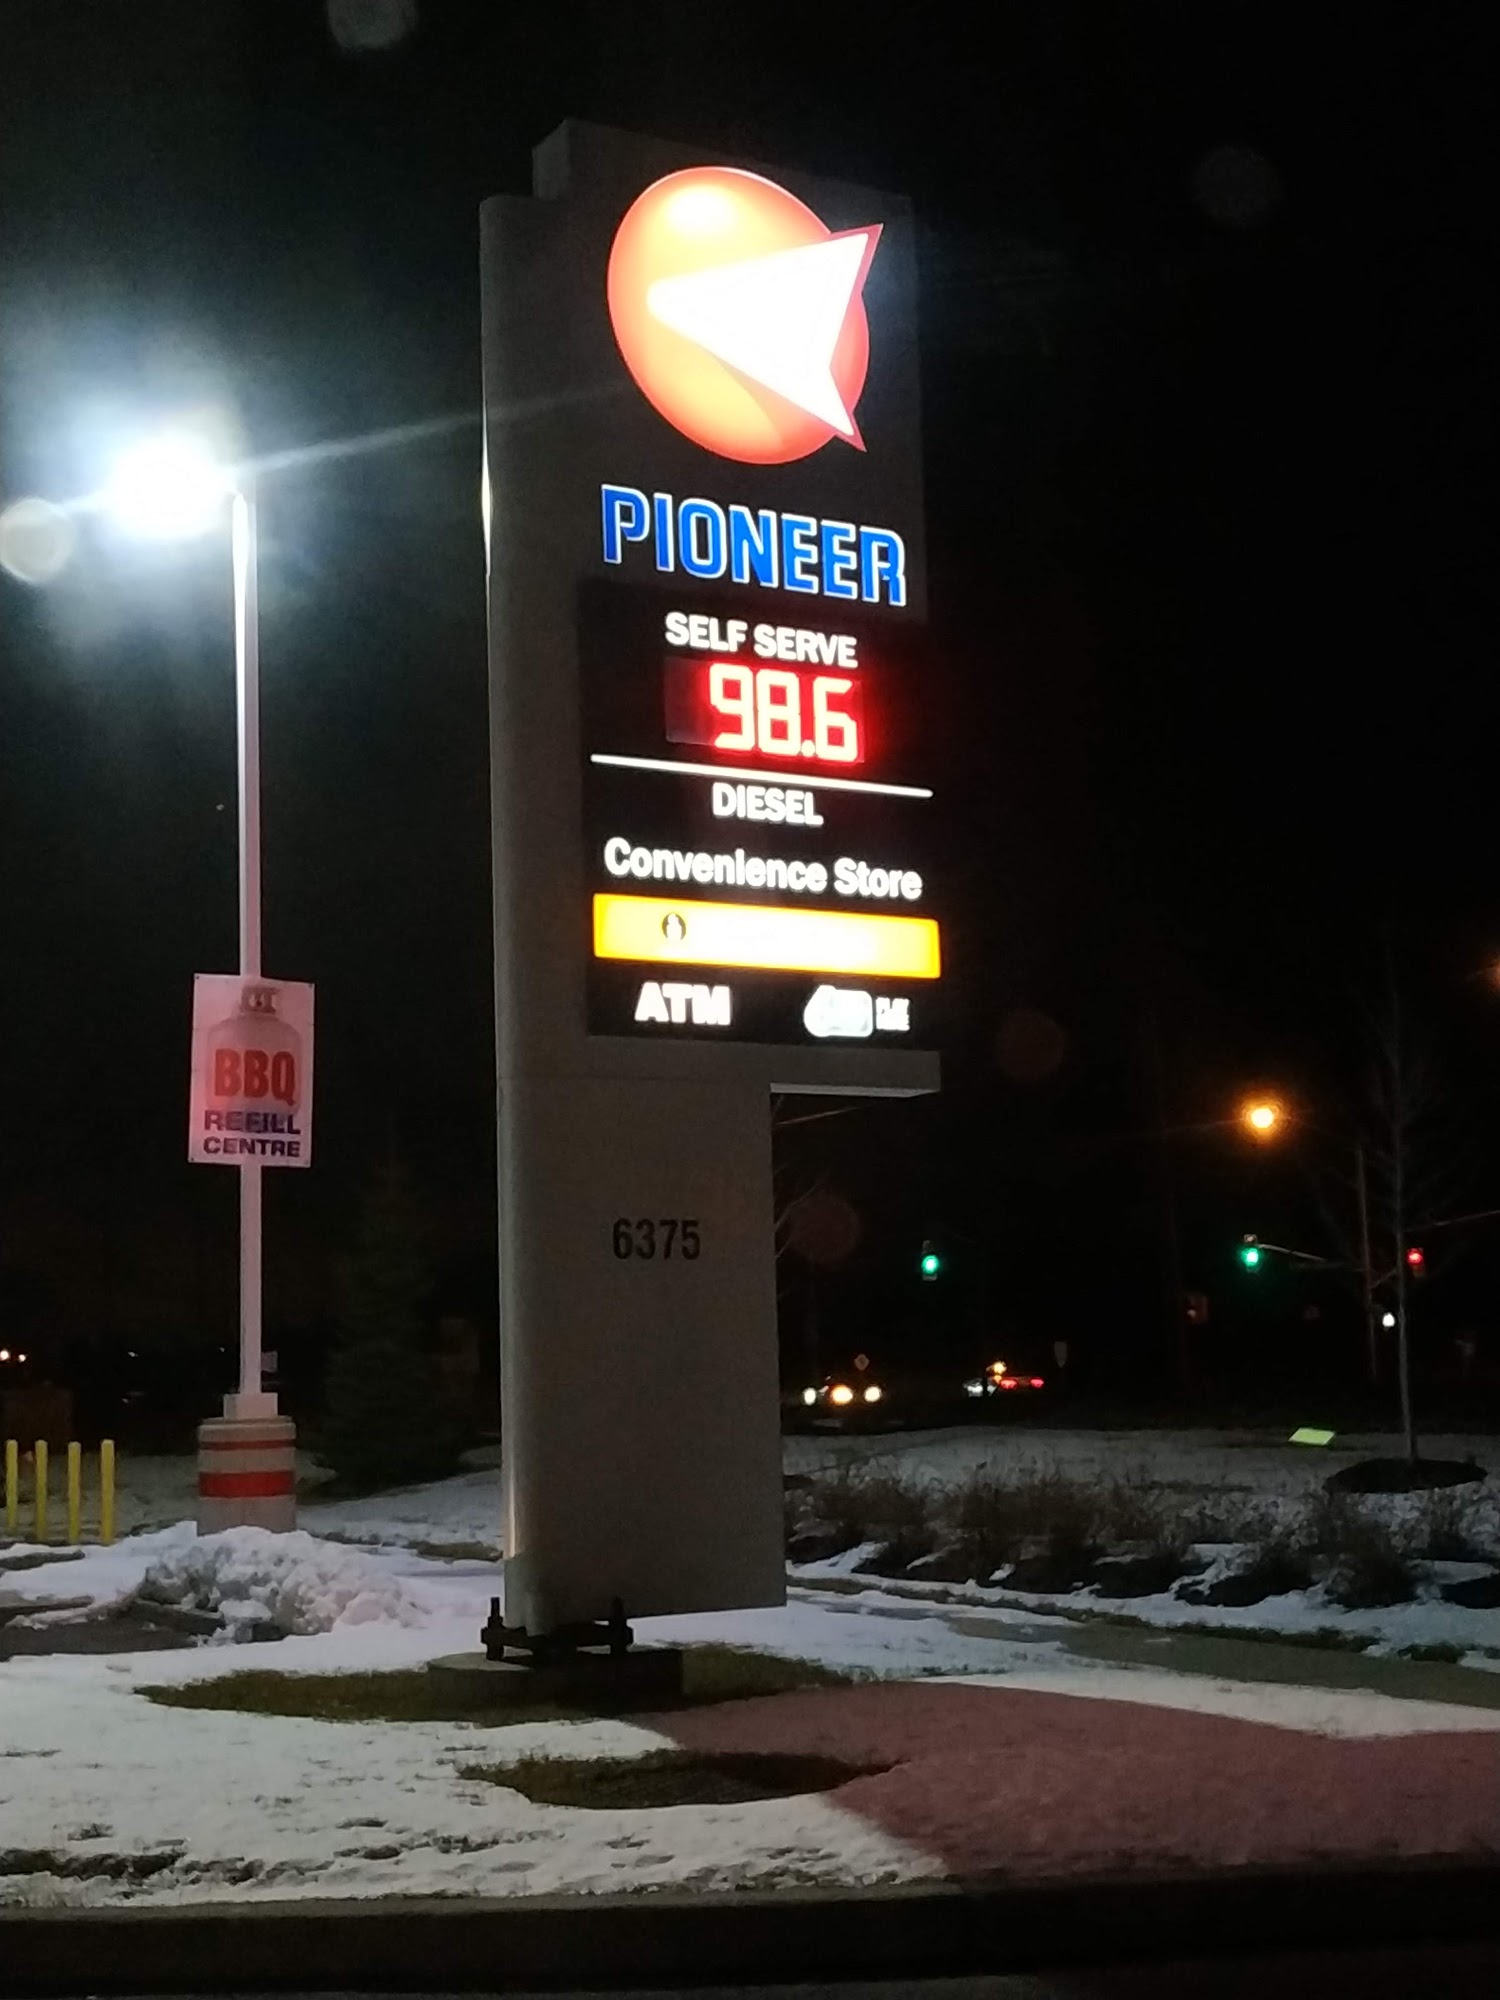 PIONEER
SELF SERVE
98.6
DIESEL
Convenience Store
ATM
6375
BBQ
REFILL
CENTRE